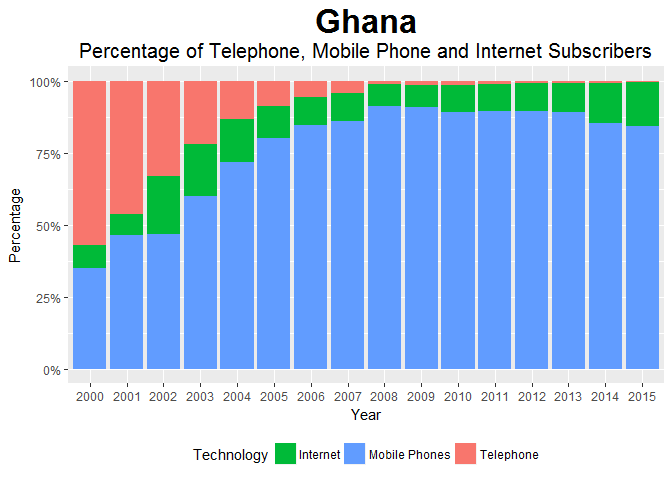 Ghana
Percentage of Telephone, Mobile Phone and Internet Subscribers
100%
75%
50%
25%
0%
Percentage
2000 2001 2002 2003 2004 2005 2006 2007 2008 2009 2010 2011 2012 2013 2014 2015
Year
Technology Internet Mobile Phones Telephone